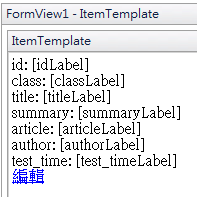 FormView1 - ItemTemplate
ItemTemplate
id: [idLabel]
class: [classLabel]
title: [titleLabel]
summary: [summaryLabel]
article: [articleLabel]
author: [authorLabel]
test_time: [test_timeLabel]
編輯